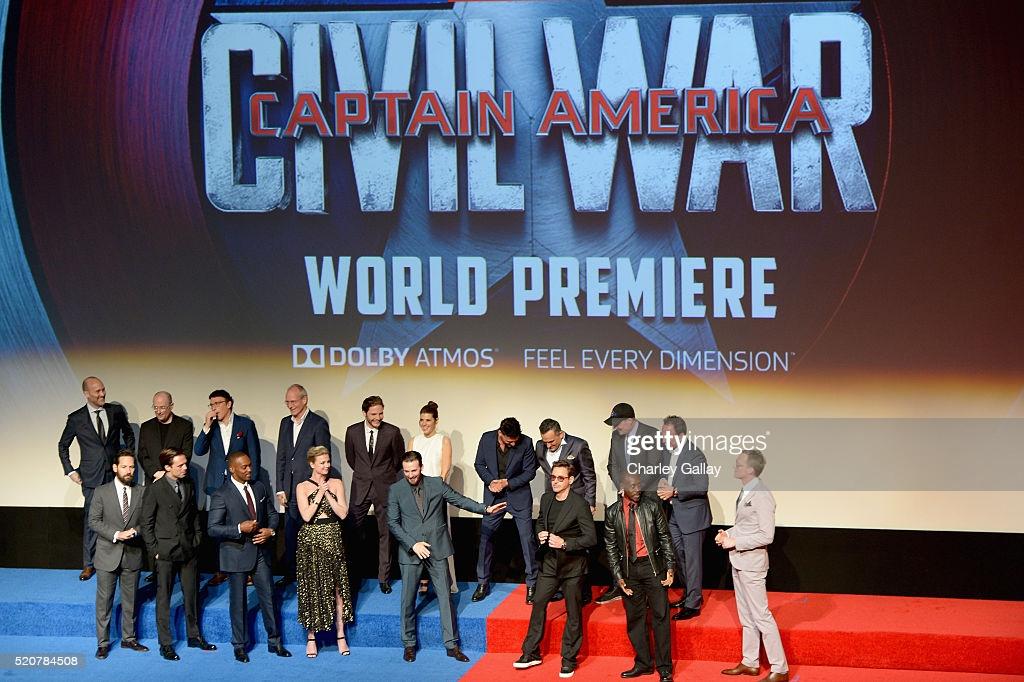 CIVIL WAR
CAPTAIN AMERICA
WORLD PREMIERE
DOLBY ATMOS® FEEL EVERY DIMENSION™
gettyimages®
Charley Gallay
520784508